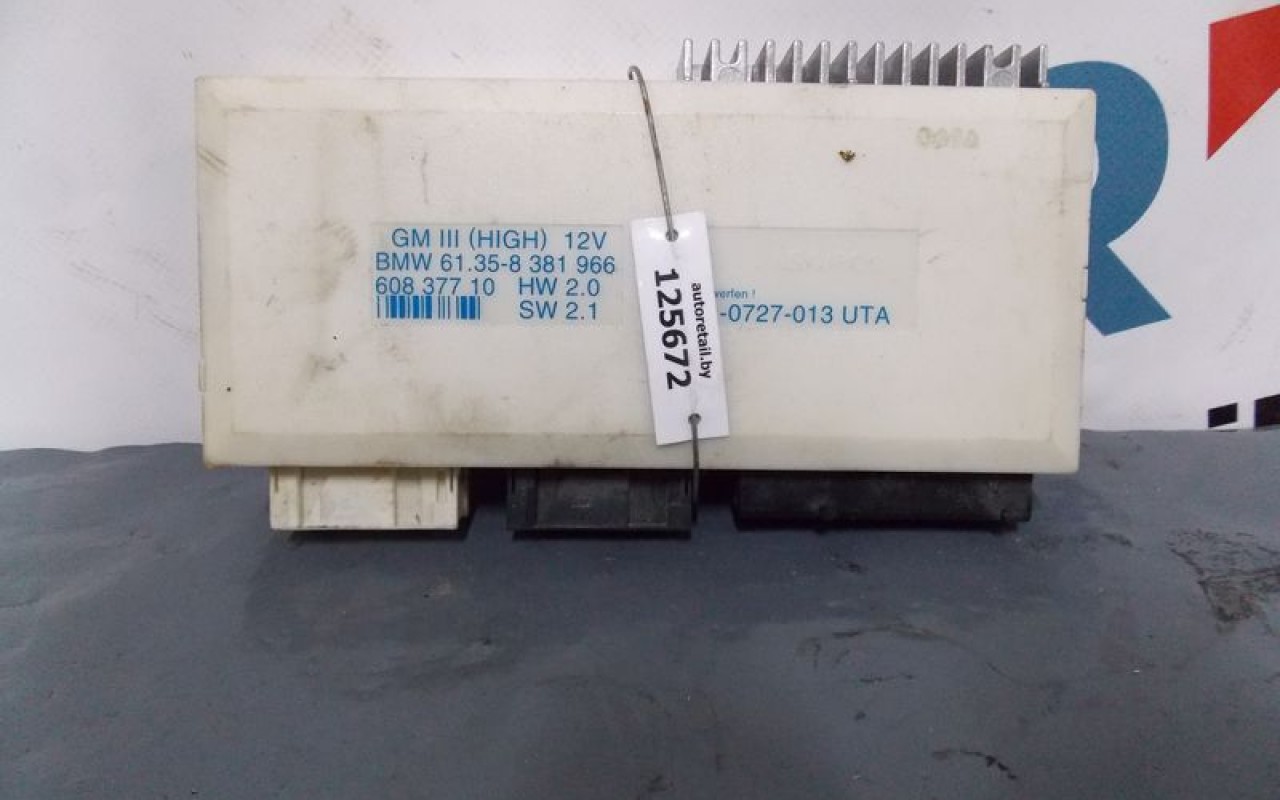 GM III (HIGH) 12V
BMW 61.35-8 381 966
608 377 10 HW 2.0
SW 2.1
werfen !
-0727-013 UTA
autoretail.by
125672
R